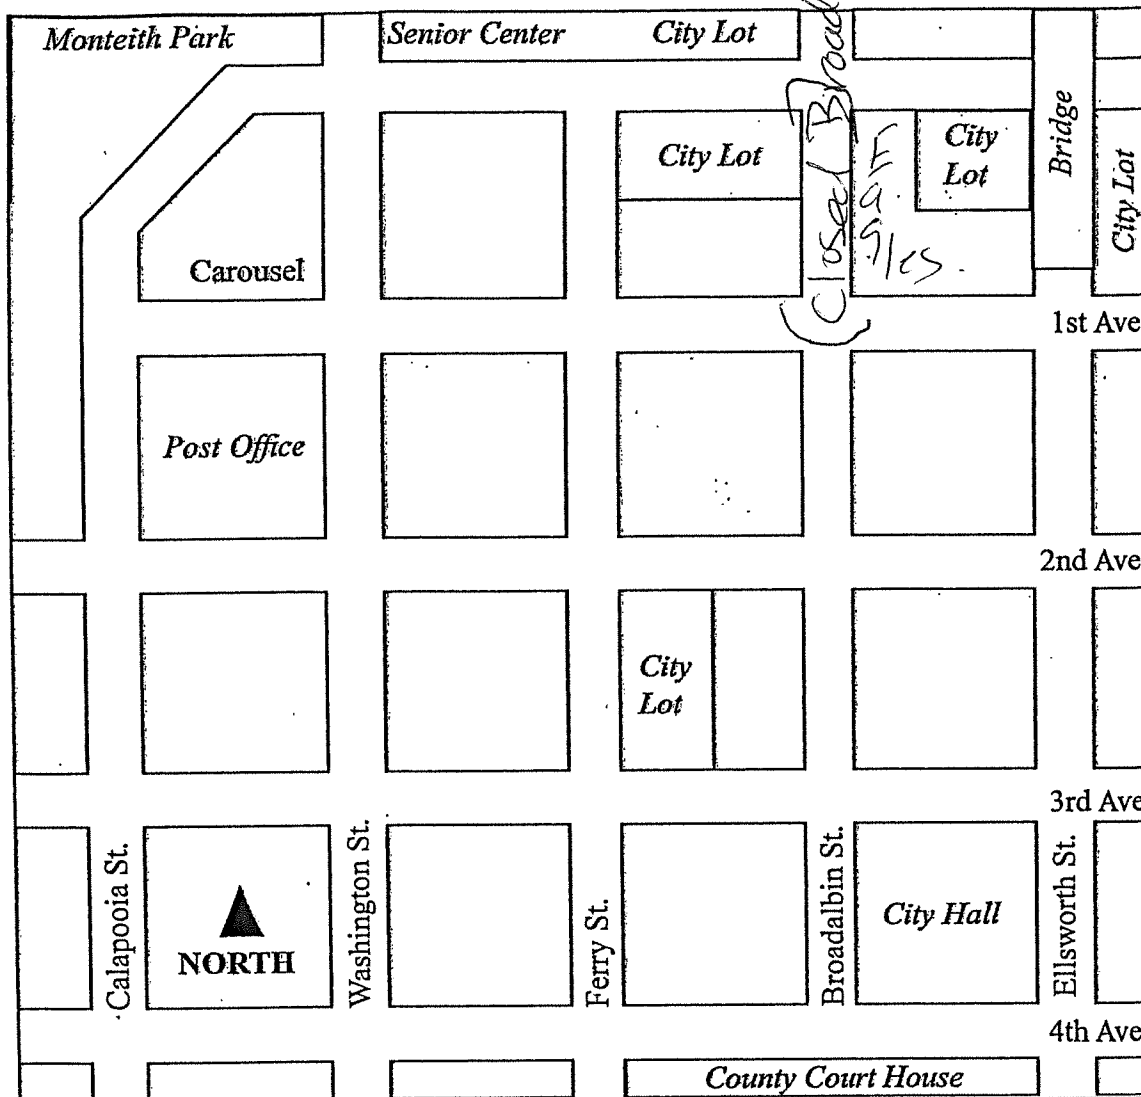 Monteith Park
Senior Center
City Lot
Closed Broad
City Lot
Eagles
City
Lot
Bridge
City Lot
Carousel
1st Ave
Post Office
2nd Ave
City
Lot
3rd Ave
Calapooia St.
NORTH
Washington St.
Ferry St.
Broadalbin St.
City Hall
Ellsworth St.
4th Ave
County Court House